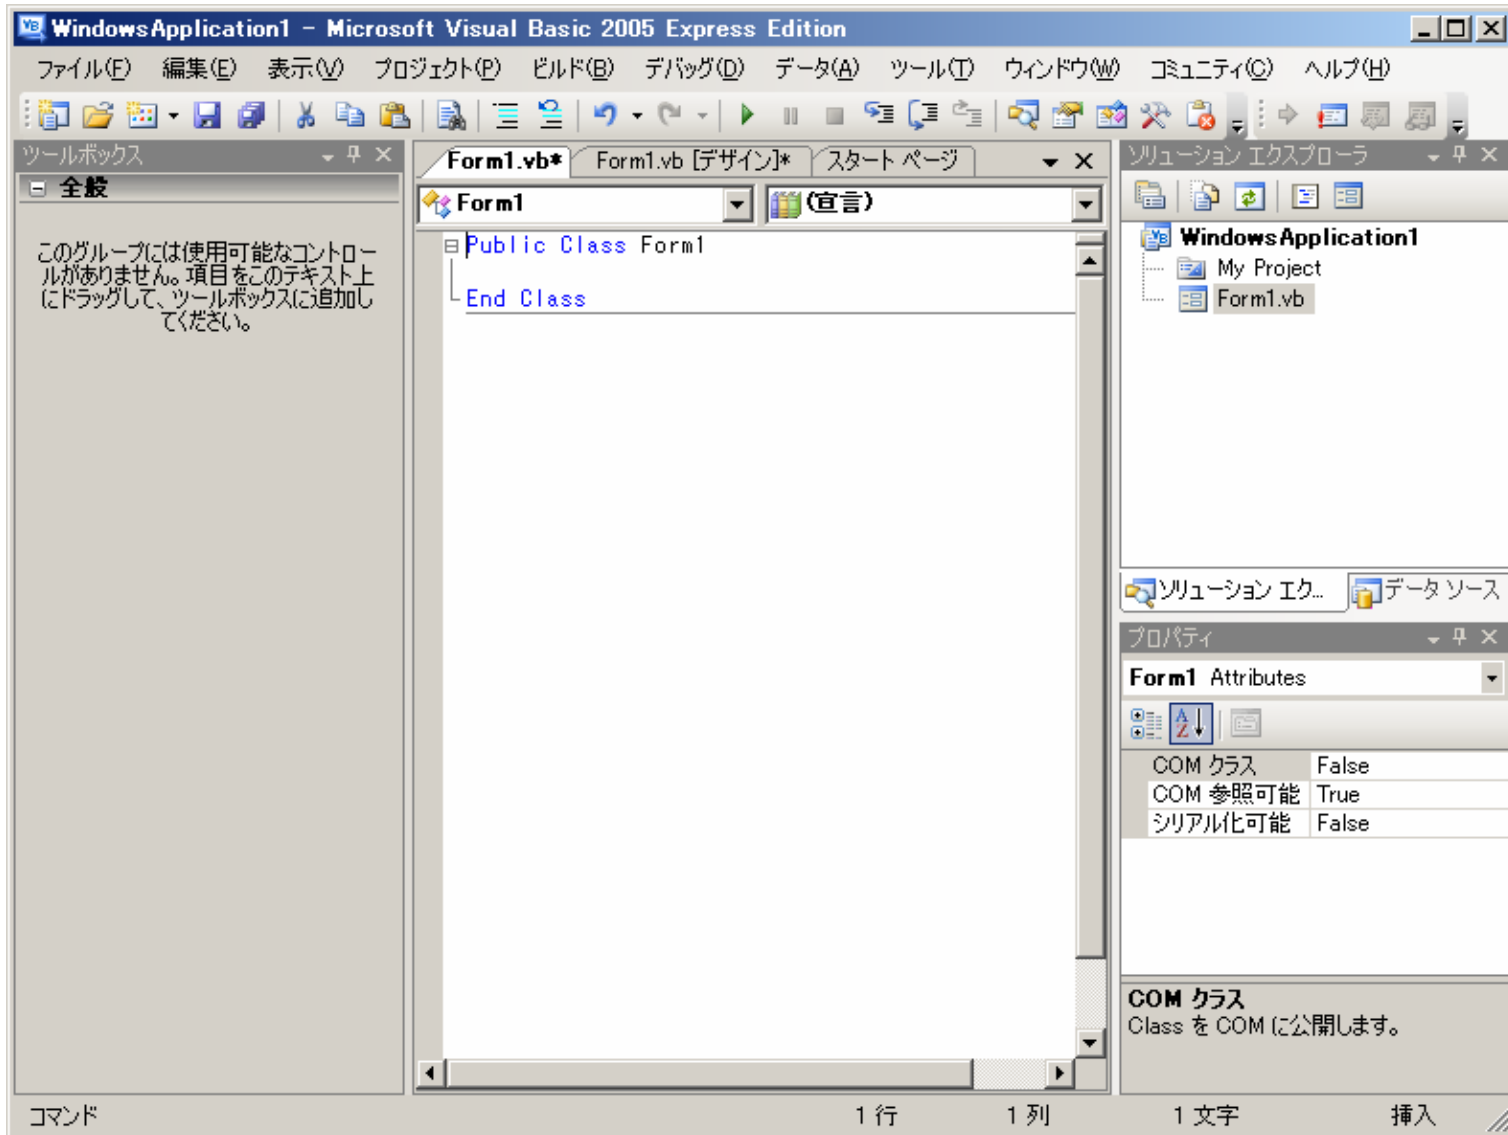 WindowsApplication1 - Microsoft Visual Basic 2005 Express Edition
ファイル(F) 編集(E) 表示(V) プロジェクト(P) ビルド(B) デバッグ(D) データ(A) ツール(T) ウィンドウ(W) コミュニティ(C) ヘルプ(H)
ツールボックス
全般
このグループには使用可能なコントロー
ルがありません。項目をこのテキスト上
にドラッグして、ツールボックスに追加し
てください。
Form1.vb* Form1.vb [デザイン]* スタート ページ
Form1 (宣言)
Public Class Form1
End Class
ソリューション エクスプローラ
WindowsApplication1
My Project
Form1.vb
ソリューション エク... データ ソース
プロパティ
Form1 Attributes
COM クラス False
COM 参照可能 True
シリアル化可能 False
COM クラス
Class を COM に公開します。
コマンド 1 行 1 列 1 文字 挿入